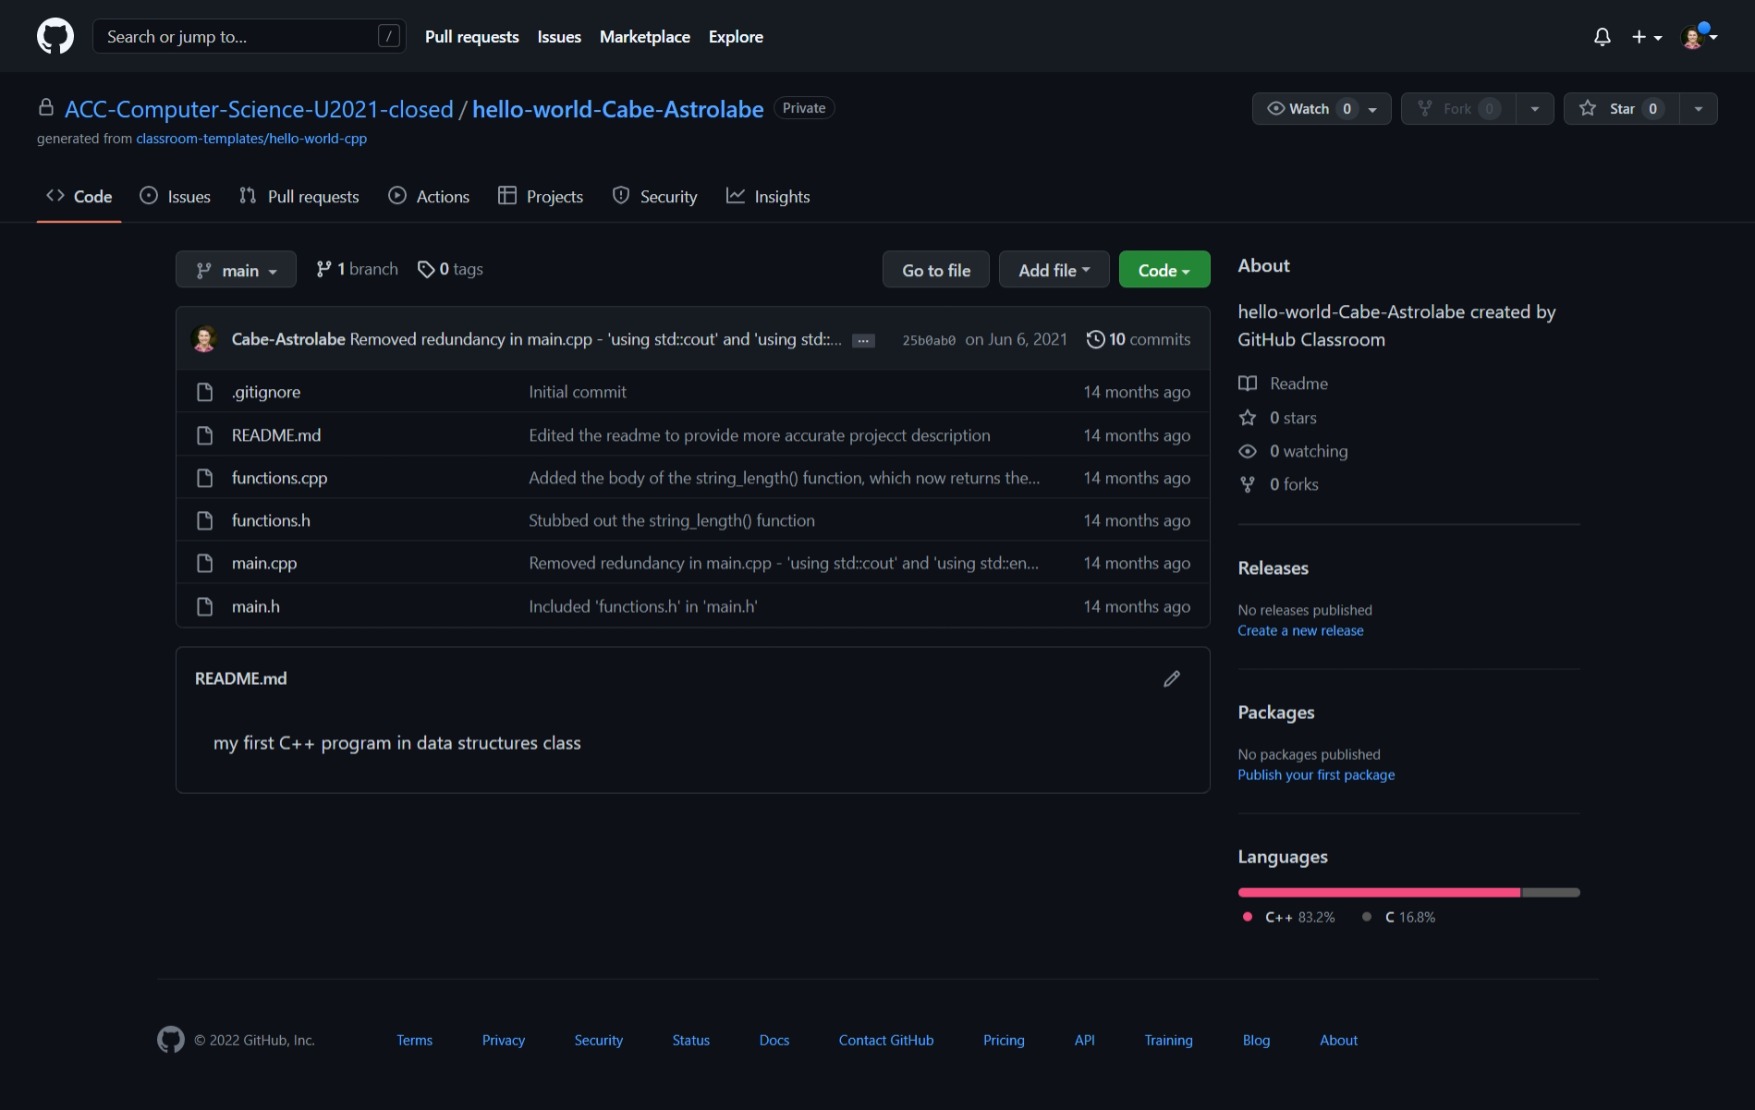 Search or jump to... / Pull requests Issues Marketplace Explore
ACC-Computer-Science-U2021-closed / hello-world-Cabe-Astrolabe Private Watch 0 Fork 0 Star 0
generated from classroom-templates/hello-world-cpp
Code Issues Pull requests Actions Projects Security Insights
main 1 branch 0 tags Go to file Add file Code
Cabe-Astrolabe Removed redundancy in main.cpp - 'using std::cout' and 'using std::... ... 25b0ab0 on Jun 6, 2021 10 commits
.gitignore Initial commit 14 months ago
README.md Edited the readme to provide more accurate projecct description 14 months ago
functions.cpp Added the body of the string_length() function, which now returns the... 14 months ago
functions.h Stubbed out the string_length() function 14 months ago
main.cpp Removed redundancy in main.cpp - 'using std::cout' and 'using std::en... 14 months ago
main.h Included 'functions.h' in 'main.h' 14 months ago
README.md
my first C++ program in data structures class
About
hello-world-Cabe-Astrolabe created by
GitHub Classroom
Readme
0 stars
0 watching
0 forks
Releases
No releases published
Create a new release
Packages
No packages published
Publish your first package
Languages
C++ 83.2% C 16.8%
© 2022 GitHub, Inc. Terms Privacy Security Status Docs Contact GitHub Pricing API Training Blog About